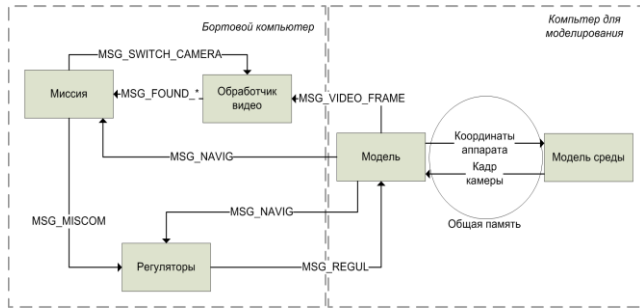 Бортовой компьютер
Компьтер для
моделирования
MSG_SWITCH_CAMERA
Миссия
MSG_FOUND_*
Обработчик
видео
MSG_VIDEO_FRAME
MSG_NAVIG
Модель
Координаты
аппарата
Кадр
камеры
Модель среды
Общая память
MSG_MISCOM
MSG_NAVIG
Регуляторы
MSG_REGUL